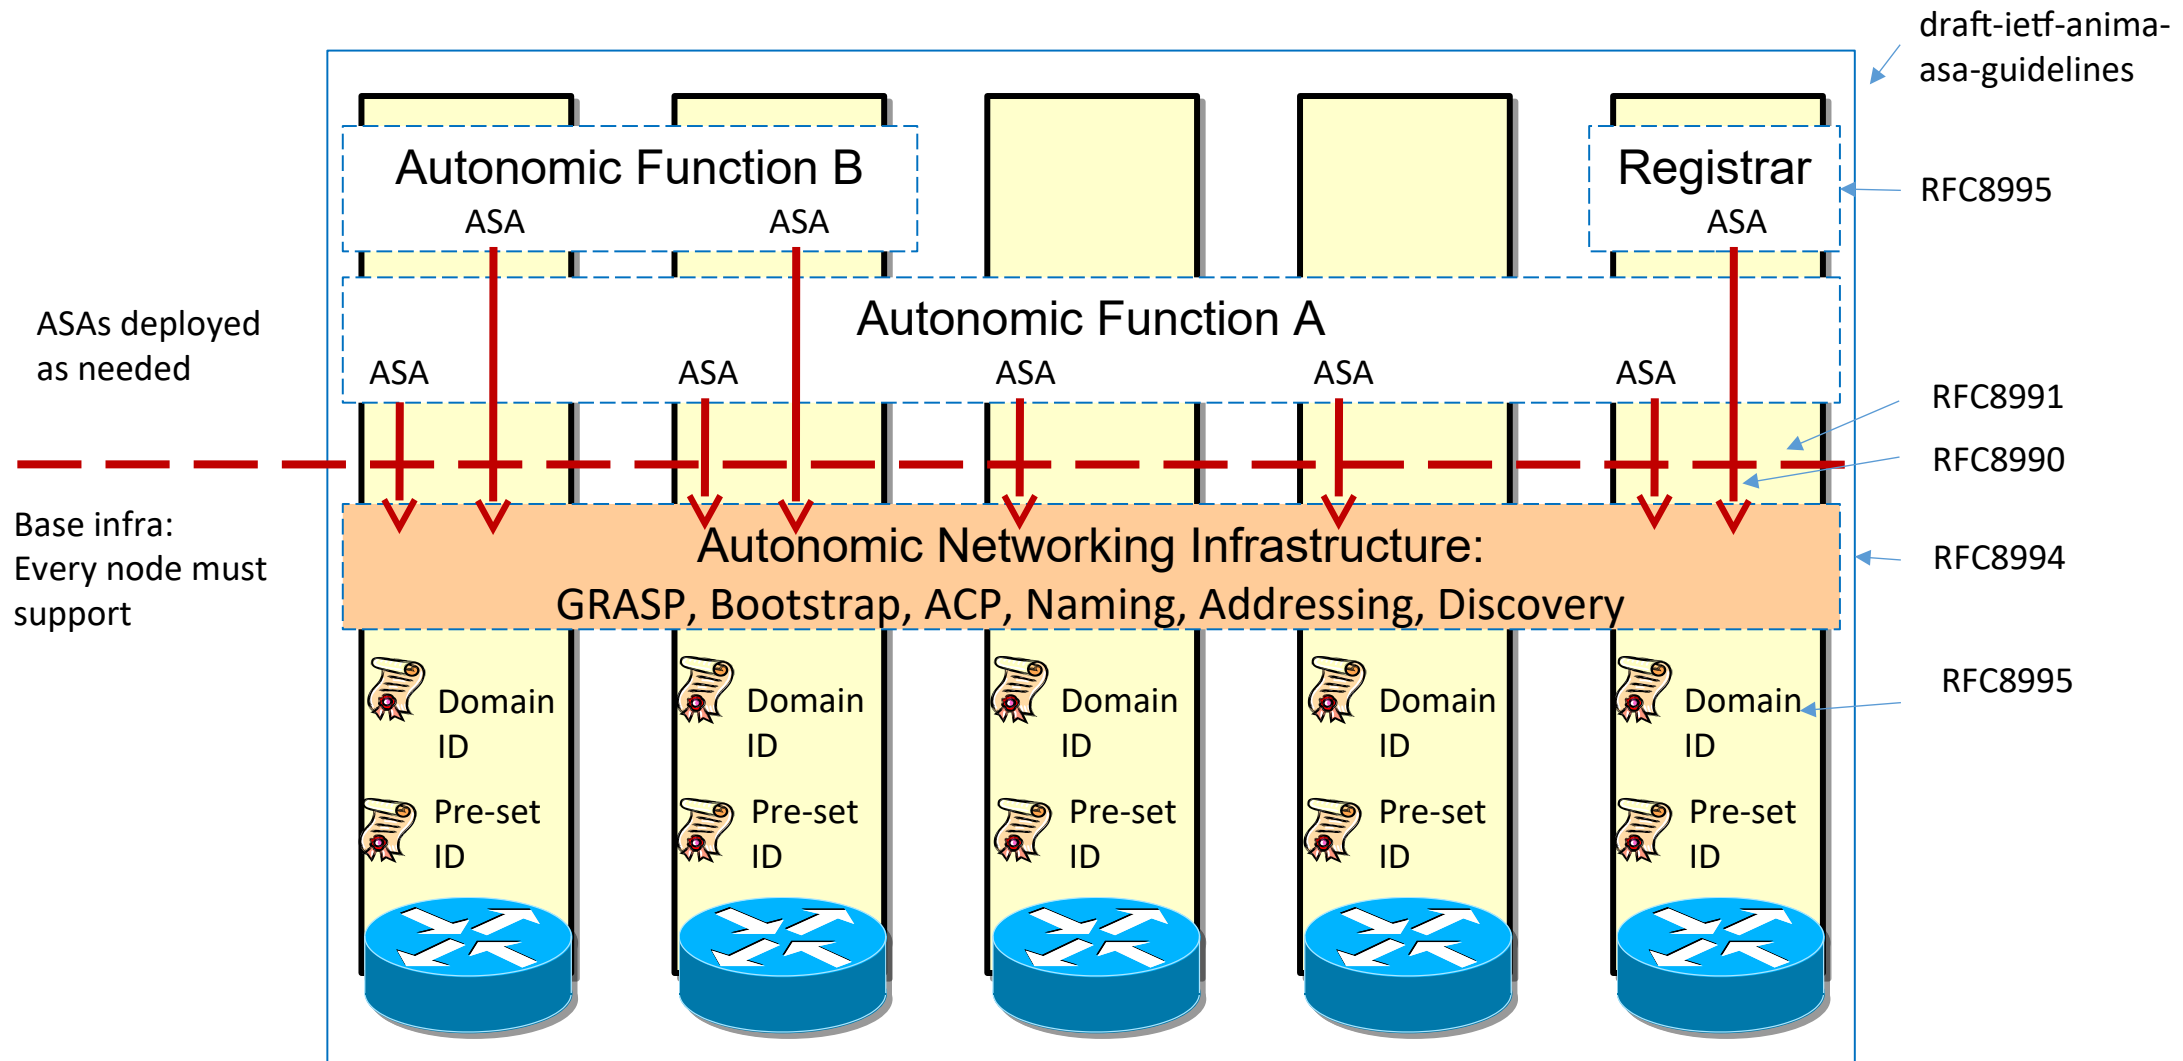 draft-ietf-anima-
asa-guidelines
Autonomic Function B
Registrar
RFC8995
ASA
ASA
ASA
ASAs deployed
as needed
Autonomic Function A
ASA
ASA
ASA
ASA
ASA
RFC8991
RFC8990
Base infra:
Every node must
support
Autonomic Networking Infrastructure:
GRASP, Bootstrap, ACP, Naming, Addressing, Discovery
RFC8994
RFC8995
Domain
ID
Domain
ID
Domain
ID
Domain
ID
Domain
ID
Pre-set
ID
Pre-set
ID
Pre-set
ID
Pre-set
ID
Pre-set
ID